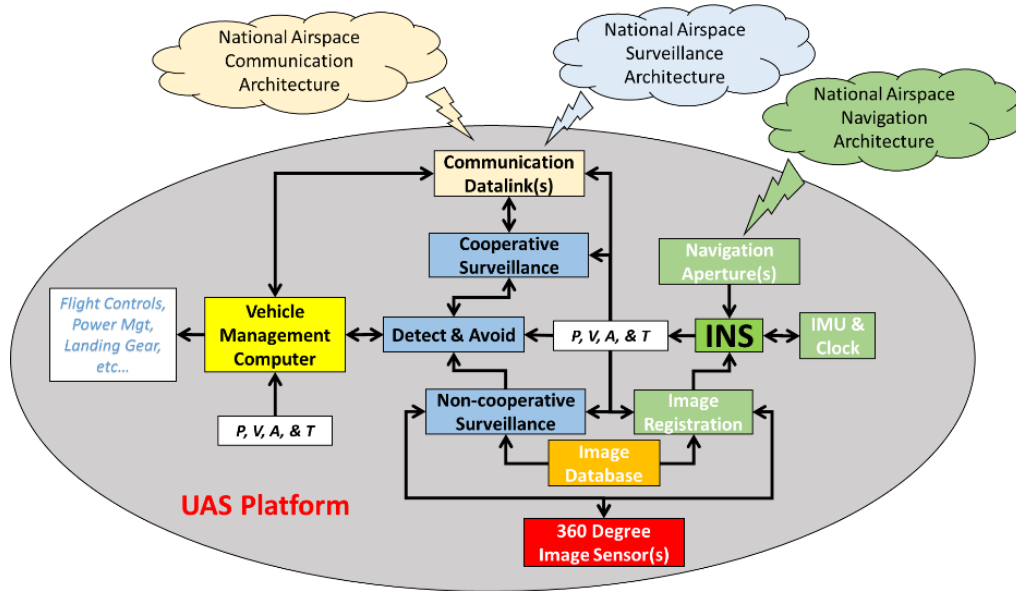 National Airspace
Communication
Architecture
National Airspace
Surveillance
Architecture
National Airspace
Navigation
Architecture
Communication
Datalink(s)
Cooperative
Surveillance
Navigation
Aperture(s)
Flight Controls,
Power Mgt,
Landing Gear,
etc…
Vehicle
Management
Computer
Detect & Avoid
P, V, A, & T
INS
IMU &
Clock
P, V, A, & T
Non-cooperative
Surveillance
Image
Registration
Image
Database
UAS Platform
360 Degree
Image Sensor(s)